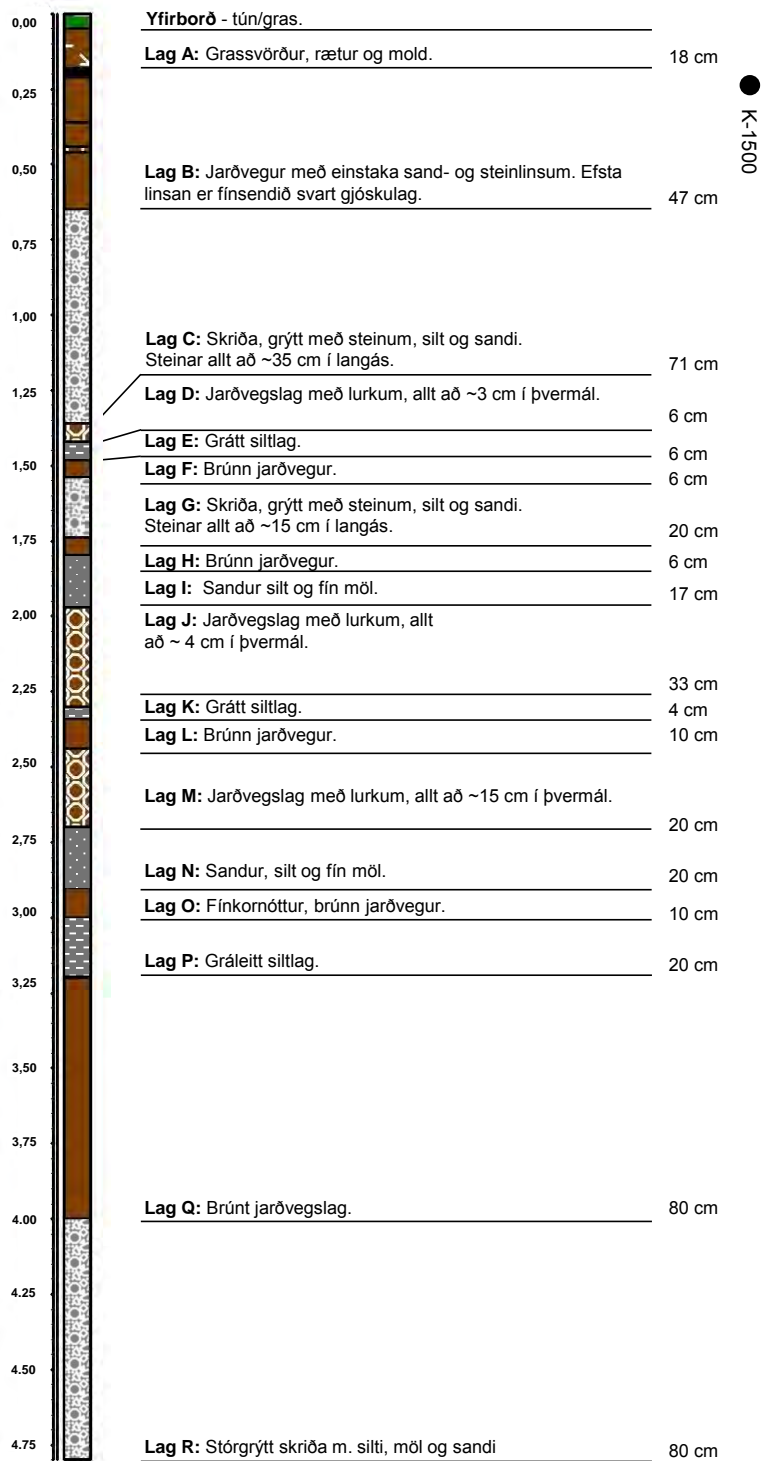 0,00
Yfirborð - tún/gras.
Lag A: Grassvörður, rætur og mold.
18 cm
0,25
K-1500
0,50
Lag B: Jarðvegur með einstaka sand- og steinlinsum. Efsta
linsan er fínsendið svart gjóskulag.
47 cm
0,75
1,00
Lag C: Skriða, grýtt með steinum, silt og sandi.
Steinar allt að ~35 cm í langás.
71 cm
1,25
Lag D: Jarðvegslag með lurkum, allt að ~3 cm í þvermál.
6 cm
Lag E: Grátt siltlag.
6 cm
1,50
Lag F: Brúnn jarðvegur.
6 cm
Lag G: Skriða, grýtt með steinum, silt og sandi.
Steinar allt að ~15 cm í langás.
20 cm
1,75
Lag H: Brúnn jarðvegur.
6 cm
Lag I: Sandur silt og fín möl.
17 cm
2,00
Lag J: Jarðvegslag með lurkum, allt
að ~ 4 cm í þvermál.
33 cm
2,25
Lag K: Grátt siltlag.
4 cm
Lag L: Brúnn jarðvegur.
10 cm
2,50
Lag M: Jarðvegslag með lurkum, allt að ~15 cm í þvermál.
20 cm
2,75
Lag N: Sandur, silt og fín möl.
20 cm
3,00
Lag O: Fínkornóttur, brúnn jarðvegur.
10 cm
Lag P: Gráleitt siltlag.
20 cm
3,25
3,50
3,75
Lag Q: Brúnt jarðvegslag.
80 cm
4.00
4.25
4.50
4.75
Lag R: Stórgrýtt skriða m. silti, möl og sandi
80 cm